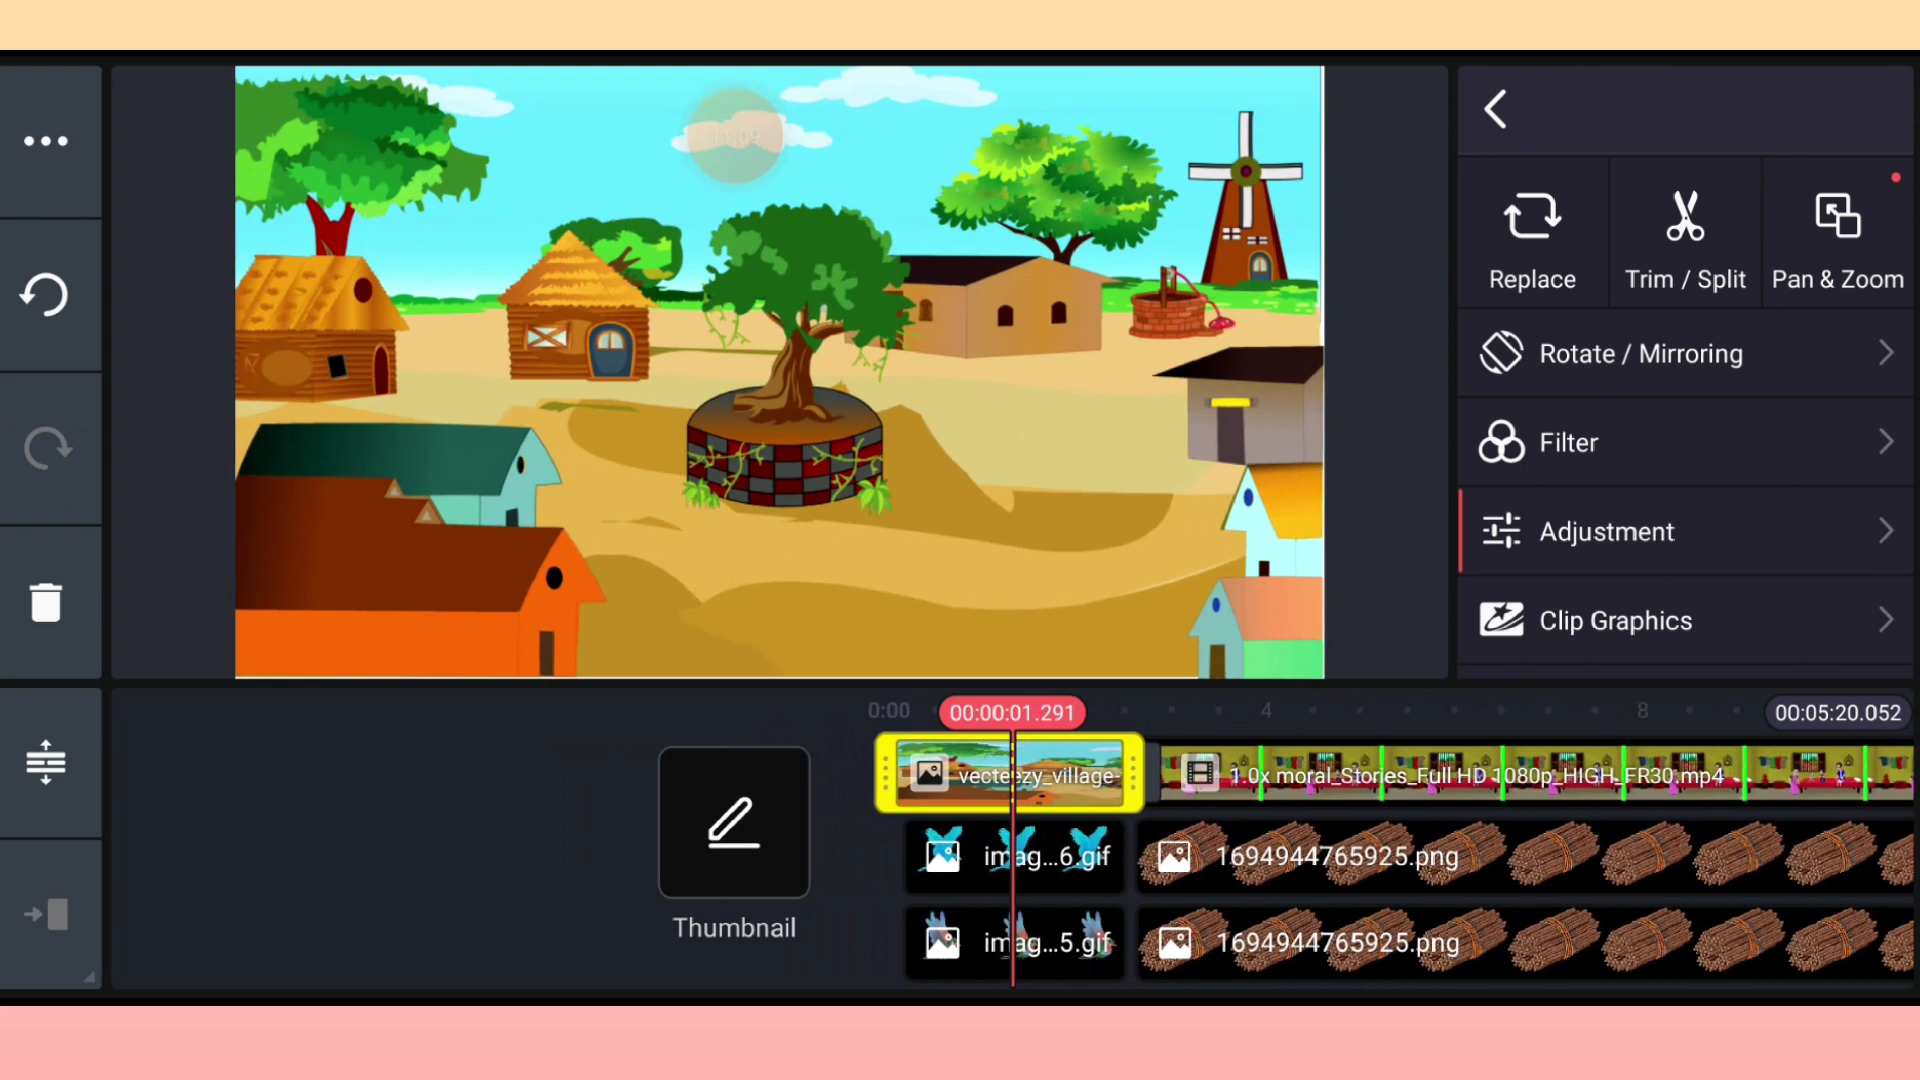 Replace
Trim / Split
Pan & Zoom
Rotate / Mirroring
Filter
Adjustment
Clip Graphics
0:00
00:00:01.291
4
8
00:05:20.052
vecteezy_village-
1.0x moral_Stories_Full HD 1080p_HIGH_FR30.mp4
imag...6.gif
1694944765925.png
Thumbnail
imag...5.gif
1694944765925.png